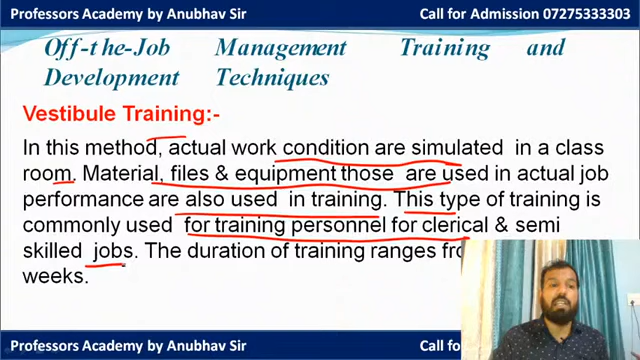 Professors Academy by Anubhav Sir Call for Admission 07275333303
Off-the-Job Management Training and
Development Techniques
Vestibule Training:-
In this method, actual work condition are simulated in a class
room. Material, files & equipment those are used in actual job
performance are also used in training. This type of training is
commonly used for training personnel for clerical & semi
skilled jobs. The duration of training ranges
weeks.
Professors Academy by Anubhav Sir Call fo